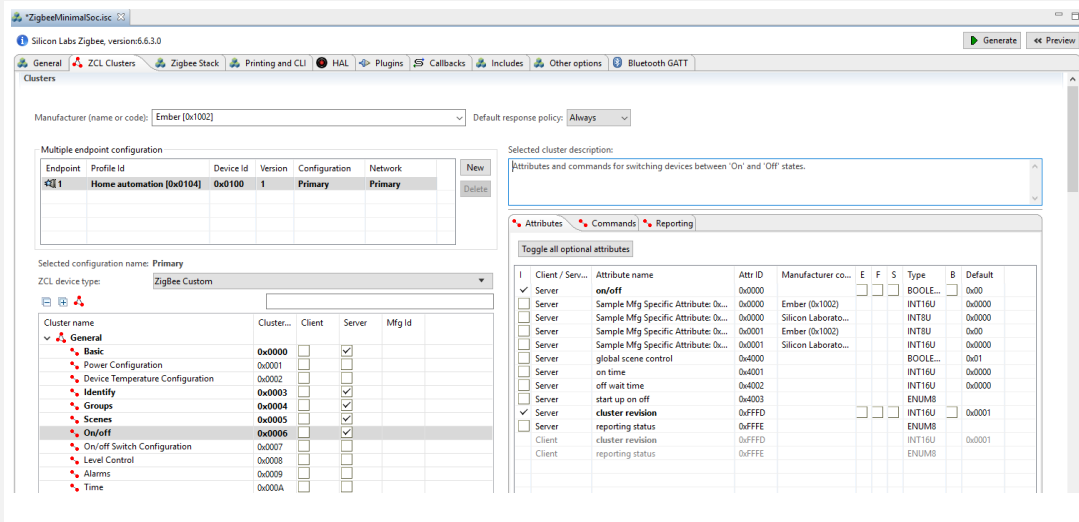 *ZigbeeMinimalSoc.isc
Silicon Labs Zigbee, version:6.6.3.0
Generate
Preview
General
ZCL Clusters
Zigbee Stack
Printing and CLI
HAL
Plugins
Callbacks
Includes
Other options
Bluetooth GATT
Clusters
Manufacturer (name or code): Ember [0x1002]
Default response policy: Always
Multiple endpoint configuration
Endpoint Profile Id Device Id Version Configuration Network
1 Home automation [0x0104] 0x0100 1 Primary Primary
New
Delete
Selected configuration name: Primary
ZCL device type: ZigBee Custom
Cluster name Cluster... Client Server Mfg Id
General
Basic 0x0000
Power Configuration 0x0001
Device Temperature Configuration 0x0002
Identify 0x0003
Groups 0x0004
Scenes 0x0005
On/off 0x0006
On/off Switch Configuration 0x0007
Level Control 0x0008
Alarms 0x0009
Time 0x000A
Selected cluster description:
Attributes and commands for switching devices between 'On' and 'Off' states.
Attributes
Commands
Reporting
Toggle all optional attributes
I Client / Serv... Attribute name Attr ID Manufacturer co... E F S Type B Default
Server on/off 0x0000 BOOLE... 0x00
Server Sample Mfg Specific Attribute: 0x... 0x0000 Ember (0x1002) INT16U 0x0000
Server Sample Mfg Specific Attribute: 0x... 0x0000 Silicon Laborato... INT8U 0x0000
Server Sample Mfg Specific Attribute: 0x... 0x0001 Ember (0x1002) INT8U 0x00
Server Sample Mfg Specific Attribute: 0x... 0x0001 Silicon Laborato... INT16U 0x0000
Server global scene control 0x4000 BOOLE... 0x01
Server on time 0x4001 INT16U 0x0000
Server off wait time 0x4002 INT16U 0x0000
Server start up on off 0x4003 ENUM8
Server cluster revision 0xFFFD INT16U 0x0001
Server reporting status 0xFFFE ENUM8
Client cluster revision 0xFFFD INT16U 0x0001
Client reporting status 0xFFFE ENUM8